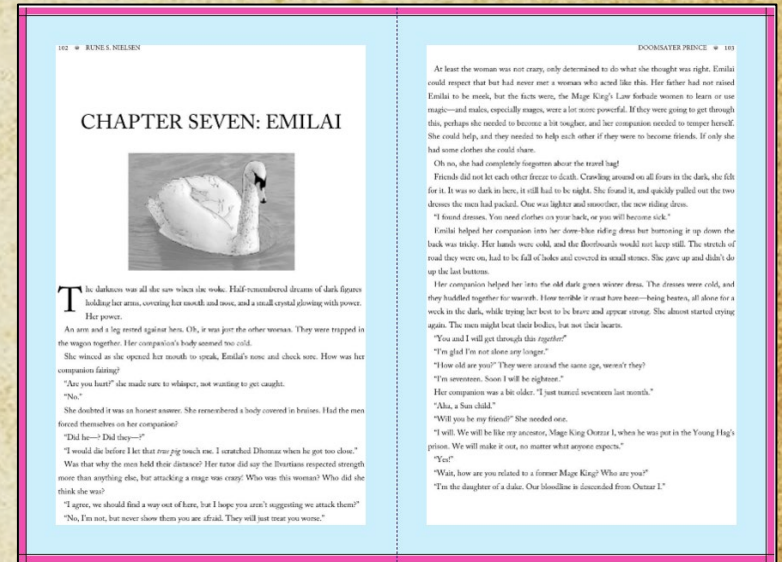 102 ❋ RUNE S. NIELSEN
CHAPTER SEVEN: EMILAI
The darkness was all she saw when she woke. Half-remembered dreams of dark figures
holding her arms, covering her mouth and nose, and a small crystal glowing with power.
Her power.
An arm and a leg rested against hers. Oh, it was just the other woman. They were trapped in
the wagon together. Her companion's body seemed too cold.
She winced as she opened her mouth to speak, Emilai's nose and cheek sore. How was her
companion fairing?
“Are you hurt?” she made sure to whisper, not wanting to get caught.
“No.”
She doubted it was an honest answer. She remembered a body covered in bruises. Had the men
forced themselves on her companion?
“Did he—? Did they—?”
“I would die before I let that true pig touch me. I scratched Dhomaz when he got too close.”
Was that why the men held their distance? Her tutor did say the Ilvartians respected strength
more than anything else, but attacking a mage was crazy! Who was this woman? Who did she
think she was?
“I agree, we should find a way out of here, but I hope you aren't suggesting we attack them?”
“No, I'm not, but never show them you are afraid. They will just treat you worse.”
DOOMSAYER PRINCE ❋ 103
At least the woman was not crazy, only determined to do what she thought was right. Emilai
could respect that but had never met a woman who acted like this. Her father had not raised
Emilai to be meek, but the facts were, the Mage King's Law forbade women to learn or use
magic—and males, especially mages, were a lot more powerful. If they were going to get through
this, perhaps she needed to become a bit tougher, and her companion needed to temper herself.
She could help, and they needed to help each other if they were to become friends. If only she
had some clothes she could share.
Oh no, she had completely forgotten about the travel bag!
Friends did not let each other freeze to death. Crawling around on all fours in the dark, she felt
for it. It was so dark in here, it still had to be night. She found it, and quickly pulled out the two
dresses the men had packed. One was lighter and smoother, the new riding dress.
“I found dresses. You need clothes on your back, or you will become sick.”
Emilai helped her companion into her dove-blue riding dress but buttoning it up down the
back was tricky. Her hands were cold, and the floorboards would not keep still. The stretch of
road they were on, had to be full of holes and covered in small stones. She gave up and didn't do
up the last buttons.
Her companion helped her into the old dark green winter dress. The dresses were cold, and
they huddled together for warmth. How terrible it must have been—being beaten, all alone for a
week in the dark, while trying her best to be brave and appear strong. She almost started crying
again. The men might beat their bodies, but not their hearts.
“You and I will get through this together!”
“I'm glad I'm not alone any longer.”
“How old are you?” They were around the same age, weren't they?
“I'm seventeen. Soon I will be eighteen.”
Her companion was a bit older. “I just turned seventeen last month.”
“Aha, a Sun child.”
“Will you be my friend?” She needed one.
“I will. We will be like my ancestor, Mage King Outzar I, when he was put in the Young Hag's
prison. We will make it out, no matter what anyone expects.”
“Yes!”
“Wait, how are you related to a former Mage King? Who are you?”
“I'm the daughter of a duke. Our bloodline is descended from Outzar I.”